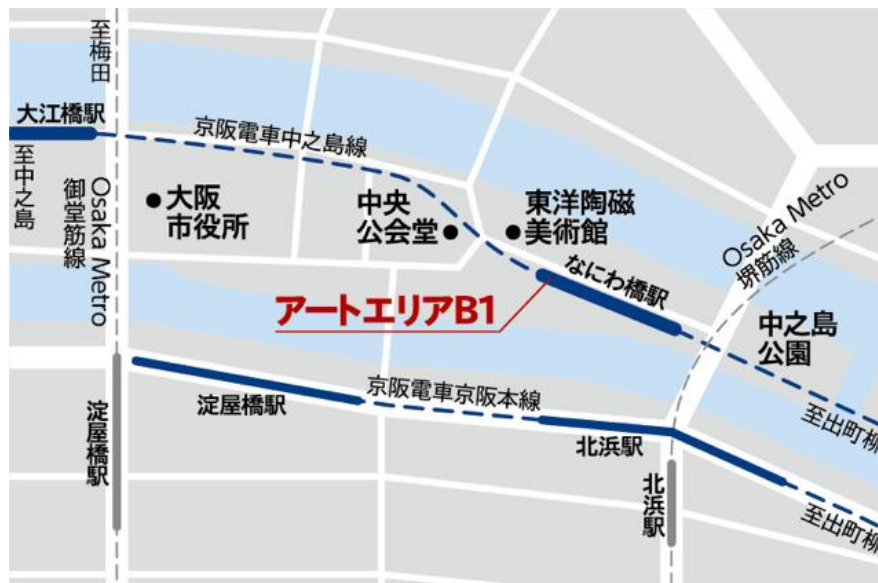 至梅田
大江橋駅
京阪電車中之島線
至中之島
Osaka Metro
御堂筋線
大阪
市役所
中央
公会堂
東洋陶磁
美術館
Osaka Metro
堺筋線
なにわ橋駅
アートエリアB1
中之島
公園
淀屋橋駅
淀屋橋駅
京阪電車京阪本線
北浜駅
北浜駅
至出町柳
至出町柳